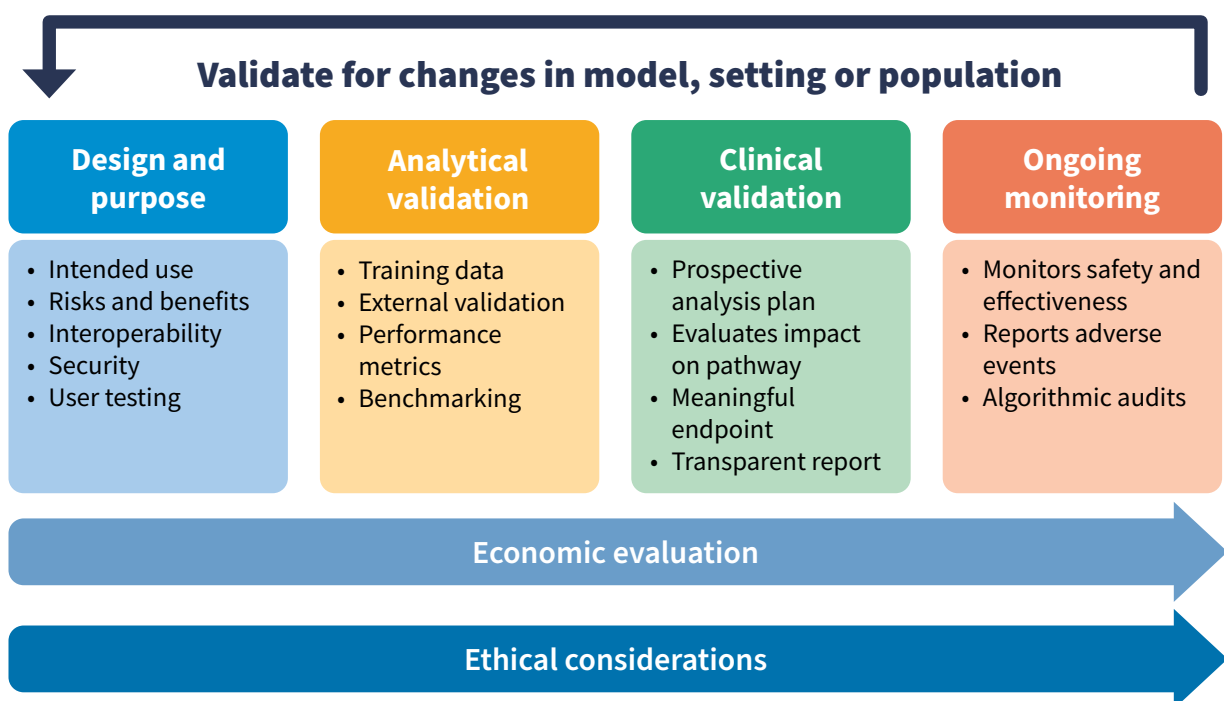 Validate for changes in model, setting or population
Design and
purpose
• Intended use
• Risks and benefits
• Interoperability
• Security
• User testing
Analytical
validation
• Training data
• External validation
• Performance
metrics
• Benchmarking
Clinical
validation
• Prospective
analysis plan
• Evaluates impact
on pathway
• Meaningful
endpoint
• Transparent report
Ongoing
monitoring
• Monitors safety and
effectiveness
• Reports adverse
events
• Algorithmic audits
Economic evaluation
Ethical considerations